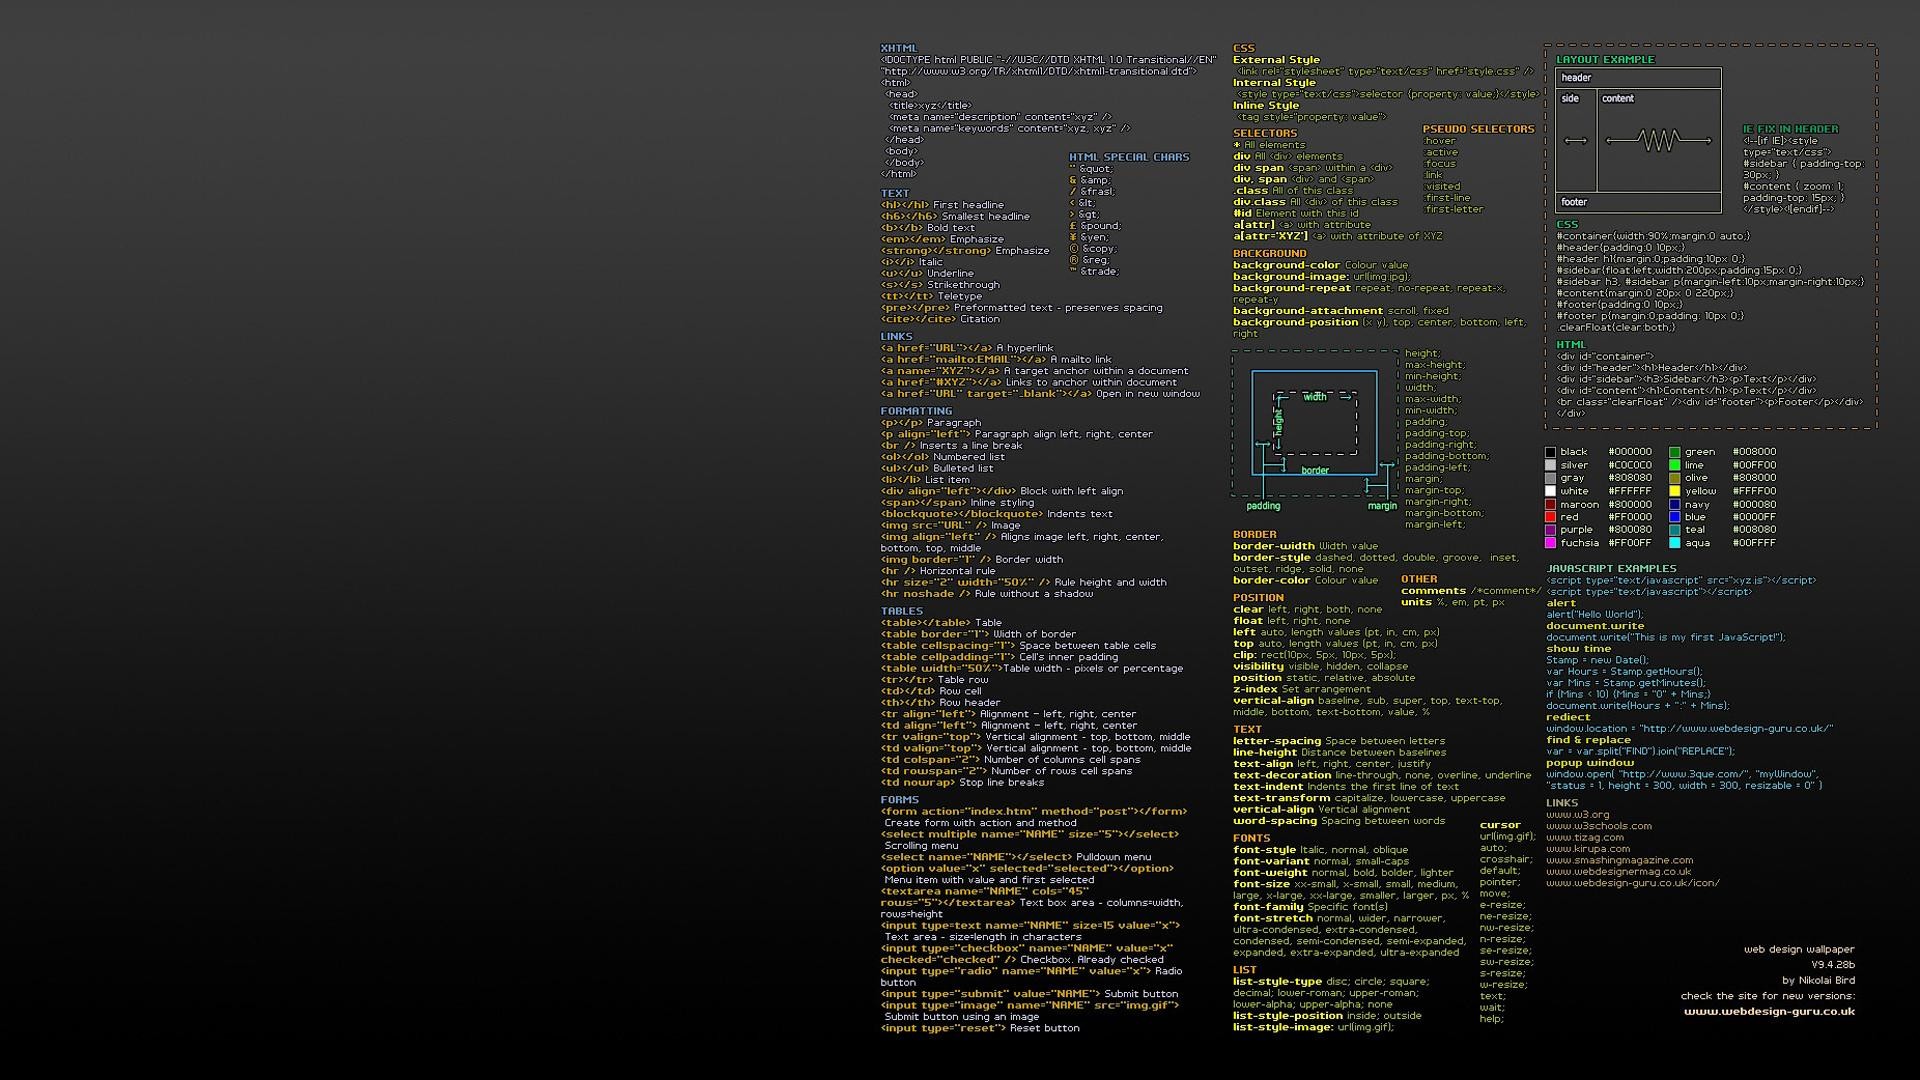 XHTML
<!DOCTYPE html PUBLIC "-//W3C//DTD XHTML 1.0 Transitional//EN"
"http://www.w3.org/TR/xhtml1/DTD/xhtml1-transitional.dtd">
<html>
<head>
<title>xyz</title>
<meta name="description" content="xyz" />
<meta name="keywords" content="xyz, xyz" />
</head>
<body>
</body>
</html>
HTML SPECIAL CHARS
" &quot;
& &amp;
/ &frasl;
< &lt;
> &gt;
£ &pound;
¥ &yen;
© &copy;
® &reg;
™ &trade;
TEXT
<h1></h1> First headline
<h6></h6> Smallest headline
<b></b> Bold text
<em></em> Emphasize
<strong></strong> Emphasize
<i></i> Italic
<u></u> Underline
<s></s> Strikethrough
<tt></tt> Teletype
<pre></pre> Preformatted text - preserves spacing
<cite></cite> Citation
LINKS
<a href="URL"></a> A hyperlink
<a href="mailto:EMAIL"></a> A mailto link
<a name="XYZ"></a> A target anchor within a document
<a href="#XYZ"></a> Links to anchor within document
<a href="URL" target="_blank"></a> Open in new window
FORMATTING
<p></p> Paragraph
<p align="left"> Paragraph align left, right, center
<br /> Inserts a line break
<ol></ol> Numbered list
<ul></ul> Bulleted list
<li></li> List item
<div align="left"></div> Block with left align
<span></span> Inline styling
<blockquote></blockquote> Indents text
<img src="URL" /> Image
<img align="left" /> Aligns image left, right, center,
bottom, top, middle
<img border="1" /> Border width
<hr /> Horizontal rule
<hr size="2" width="50%" /> Rule height and width
<hr noshade /> Rule without a shadow
TABLES
<table></table> Table
<table border="1"> Width of border
<table cellspacing="1"> Space between table cells
<table cellpadding="1"> Cell's inner padding
<table width="50%">Table width - pixels or percentage
<tr></tr> Table row
<td></td> Row cell
<th></th> Row header
<tr align="left"> Alignment - left, right, center
<td align="left"> Alignment - left, right, center
<tr valign="top"> Vertical alignment - top, bottom, middle
<td valign="top"> Vertical alignment - top, bottom, middle
<td colspan="2"> Number of columns cell spans
<td rowspan="2"> Number of rows cell spans
<td nowrap> Stop line breaks
FORMS
<form action="index.htm" method="post"></form>
Create form with action and method
<select multiple name="NAME" size="5"></select>
Scrolling menu
<select name="NAME"></select> Pulldown menu
<option value="x" selected="selected"></option>
Menu item with value and first selected
<textarea name="NAME" cols="45"
rows="5"></textarea> Text box area - columns=width,
rows=height
<input type=text name="NAME" size=15 value="x">
Text area - size=length in characters
<input type="checkbox" name="NAME" value="x"
checked="checked" /> Checkbox. Already checked
<input type="radio" name="NAME" value="x"> Radio
button
<input type="submit" value="NAME"> Submit button
<input type="image" name="NAME" src="img.gif">
Submit button using an image
<input type="reset"> Reset button
CSS
External Style
<link rel="stylesheet" type="text/css" href="style.css" />
Internal Style
<style type="text/css">selector {property: value;}</style>
Inline Style
<tag style="property: value">
SELECTORS
* All elements
div All <div> elements
div span <span> within a <div>
div, span <div> and <span>
.class All of this class
div.class All <div> of this class
#id Element with this id
a[attr] <a> with attribute
a[attr='XYZ'] <a> with attribute of XYZ
PSEUDO SELECTORS
:hover
:active
:focus
:link
:visited
:first-line
:first-letter
BACKGROUND
background-color Colour value
background-image: url(img.jpg);
background-repeat repeat, no-repeat, repeat-x,
repeat-y
background-attachment scroll, fixed
background-position (x y), top, center, bottom, left,
right
width
height
border
padding
margin
height;
max-height;
min-height;
width;
max-width;
min-width;
padding;
padding-top;
padding-right;
padding-bottom;
padding-left;
margin;
margin-top;
margin-right;
margin-bottom;
margin-left;
BORDER
border-width Width value
border-style dashed, dotted, double, groove, inset,
outset, ridge, solid, none
border-color Colour value
OTHER
comments /*comment*/
units %, em, pt, px
POSITION
clear left, right, both, none
float left, right, none
left auto, length values (pt, in, cm, px)
top auto, length values (pt, in, cm, px)
clip: rect(10px, 5px, 10px, 5px);
visibility visible, hidden, collapse
position static, relative, absolute
z-index Set arrangement
vertical-align baseline, sub, super, top, text-top,
middle, bottom, text-bottom, value, %
TEXT
letter-spacing Space between letters
line-height Distance between baselines
text-align left, right, center, justify
text-decoration line-through, none, overline, underline
text-indent Indents the first line of text
text-transform capitalize, lowercase, uppercase
vertical-align Vertical alignment
word-spacing Spacing between words
FONTS
font-style Italic, normal, oblique
font-variant normal, small-caps
font-weight normal, bold, bolder, lighter
font-size xx-small, x-small, small, medium,
large, x-large, xx-large, smaller, larger, px, %
font-family Specific font(s)
font-stretch normal, wider, narrower,
ultra-condensed, extra-condensed,
condensed, semi-condensed, semi-expanded,
expanded, extra-expanded, ultra-expanded
LIST
list-style-type disc; circle; square;
decimal; lower-roman; upper-roman;
lower-alpha; upper-alpha; none
list-style-position inside; outside
list-style-image: url(img.gif);
cursor
url(img.gif);
auto;
crosshair;
default;
pointer;
move;
e-resize;
ne-resize;
nw-resize;
n-resize;
se-resize;
sw-resize;
s-resize;
w-resize;
text;
wait;
help;
LAYOUT EXAMPLE
header
side
content
footer
IE FIX IN HEADER
<!--[if IE]><style
type="text/css">
#sidebar { padding-top:
30px; }
#content { zoom: 1;
padding-top: 15px; }
</style><![endif]-->
CSS
#container{width:90%;margin:0 auto;}
#header{padding:0 10px;}
#header h1{margin:0;padding:10px 0;}
#sidebar{float:left;width:200px;padding:15px 0;}
#sidebar h3, #sidebar p{margin-left:10px;margin-right:10px;}
#content{margin:0 20px 0 220px;}
#footer{padding:0 10px;}
#footer p{margin:0;padding: 10px 0;}
.clearFloat{clear:both;}
HTML
<div id="container">
<div id="header"><h1>Header</h1></div>
<div id="sidebar"><h3>Sidebar</h3><p>Text</p></div>
<div id="content"><h1>Content</h1><p>Text</p></div>
<br class="clearFloat" /><div id="footer"><p>Footer</p></div>
</div>
black #000000 green #008000
silver #C0C0C0 lime #00FF00
gray #808080 olive #808000
white #FFFFFF yellow #FFFF00
maroon #800000 navy #000080
red #FF0000 blue #0000FF
purple #800080 teal #008080
fuchsia #FF00FF aqua #00FFFF
JAVASCRIPT EXAMPLES
<script type="text/javascript" src="xyz.js"></script>
<script type="text/javascript"></script>
alert
alert("Hello World");
document.write
document.write("This is my first JavaScript!");
show time
Stamp = new Date();
var Hours = Stamp.getHours();
var Mins = Stamp.getMinutes();
if (Mins < 10) {Mins = "0" + Mins;}
document.write(Hours + ":" + Mins);
rediect
window.location = "http://www.webdesign-guru.co.uk/"
find & replace
var = var.split("FIND").join("REPLACE");
popup window
window.open( "http://www.3que.com/", "myWindow",
"status = 1, height = 300, width = 300, resizable = 0" )
LINKS
www.w3.org
www.w3schools.com
www.tizag.com
www.kirupa.com
www.smashingmagazine.com
www.webdesignermag.co.uk
www.webdesign-guru.co.uk/icon/
web design wallpaper
V9.4.28b
by Nikolai Bird
check the site for new versions:
www.webdesign-guru.co.uk